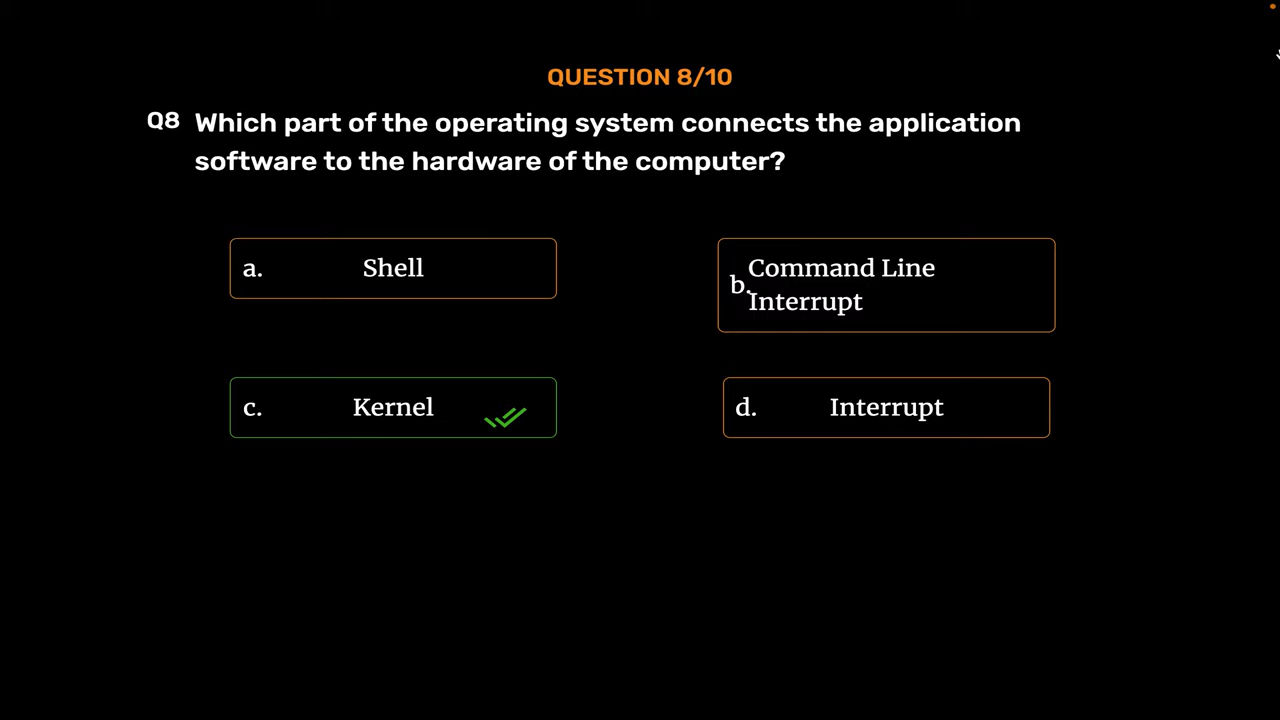 QUESTION 8/10
Q8 Which part of the operating system connects the application
software to the hardware of the computer?
a. Shell
b. Command Line
Interrupt
c. Kernel
d. Interrupt